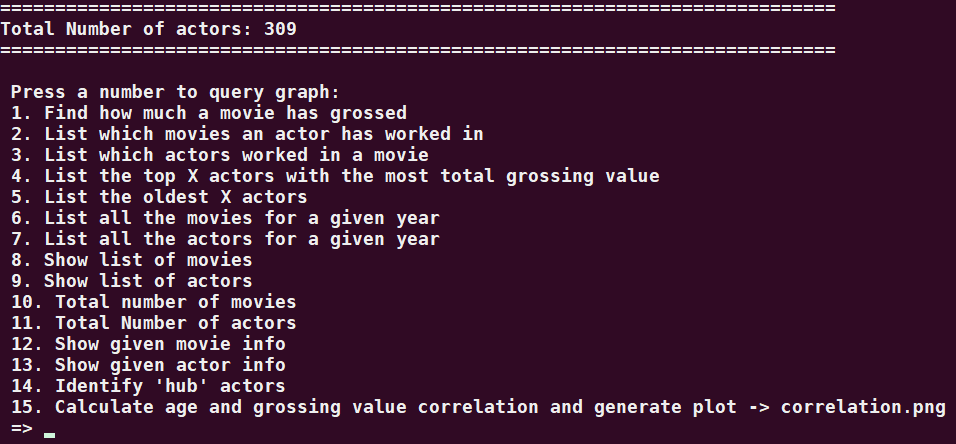 ============================================================================
Total Number of actors: 309
============================================================================
Press a number to query graph:
1. Find how much a movie has grossed
2. List which movies an actor has worked in
3. List which actors worked in a movie
4. List the top X actors with the most total grossing value
5. List the oldest X actors
6. List all the movies for a given year
7. List all the actors for a given year
8. Show list of movies
9. Show list of actors
10. Total number of movies
11. Total Number of actors
12. Show given movie info
13. Show given actor info
14. Identify 'hub' actors
15. Calculate age and grossing value correlation and generate plot -> correlation.png
=>